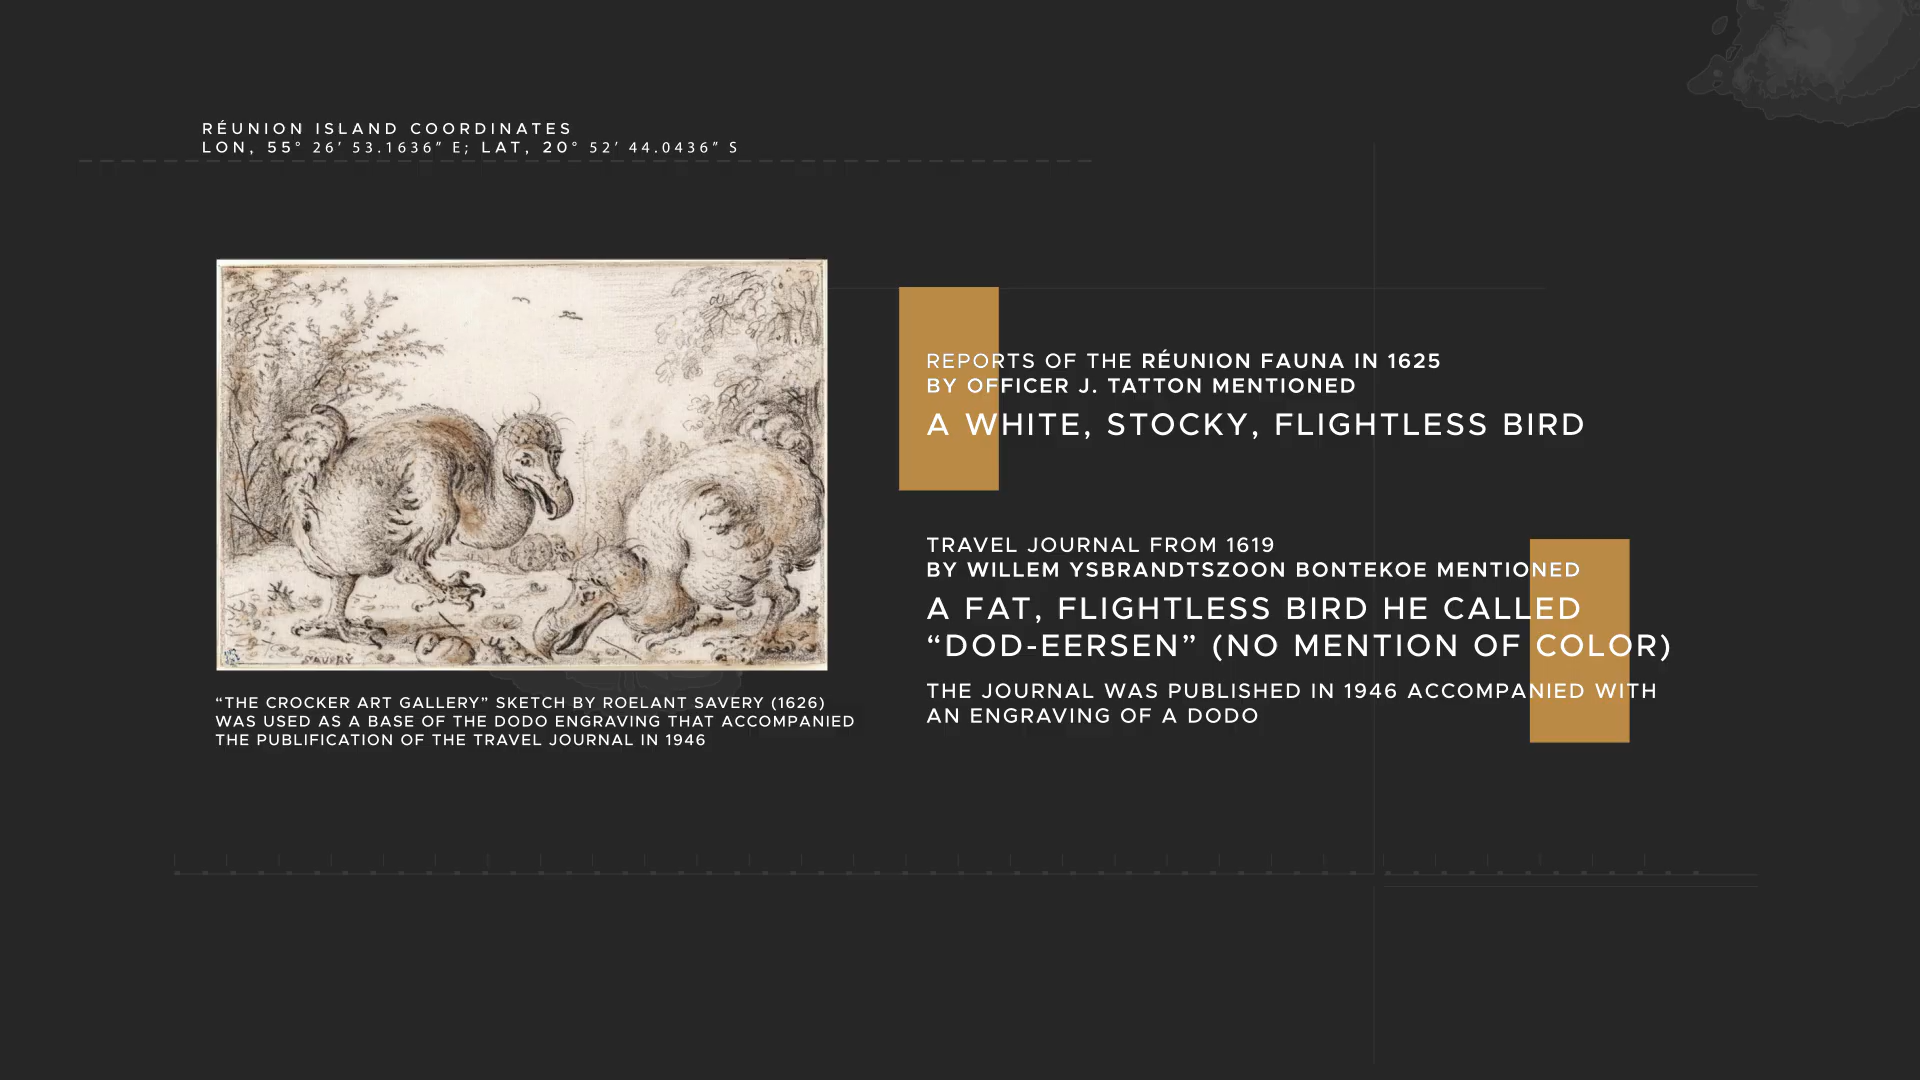 RÉUNION ISLAND COORDINATES
LON, 55° 26′ 53.1636″ E; LAT, 20° 52′ 44.0436″ S
REPORTS OF THE RÉUNION FAUNA IN 1625
BY OFFICER J. TATTON MENTIONED
A WHITE, STOCKY, FLIGHTLESS BIRD
TRAVEL JOURNAL FROM 1619
BY WILLEM YSBRANDTSZOON BONTEKOE MENTIONED
A FAT, FLIGHTLESS BIRD HE CALLED
“DOD-EERSEN” (NO MENTION OF COLOR)
THE JOURNAL WAS PUBLISHED IN 1946 ACCOMPANIED WITH
AN ENGRAVING OF A DODO
SAVERY
“THE CROCKER ART GALLERY” SKETCH BY ROELANT SAVERY (1626)
WAS USED AS A BASE OF THE DODO ENGRAVING THAT ACCOMPANIED
THE PUBLIFICATION OF THE TRAVEL JOURNAL IN 1946